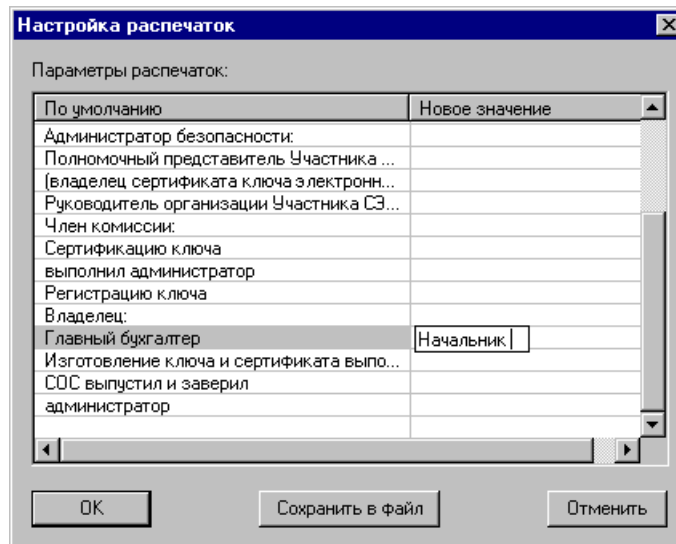 Настройка распечаток
Параметры распечаток:
По умолчанию Новое значение
Администратор безопасности:
Полномочный представитель Участника ...
(владелец сертификата ключа электронн...
Руководитель организации Участника СЭ...
Член комиссии:
Сертификацию ключа
выполнил администратор
Регистрацию ключа
Владелец:
Главный бухгалтер Начальник
Изготовление ключа и сертификата выпо...
СОС выпустил и заверил
администратор
OK Сохранить в файл Отменить